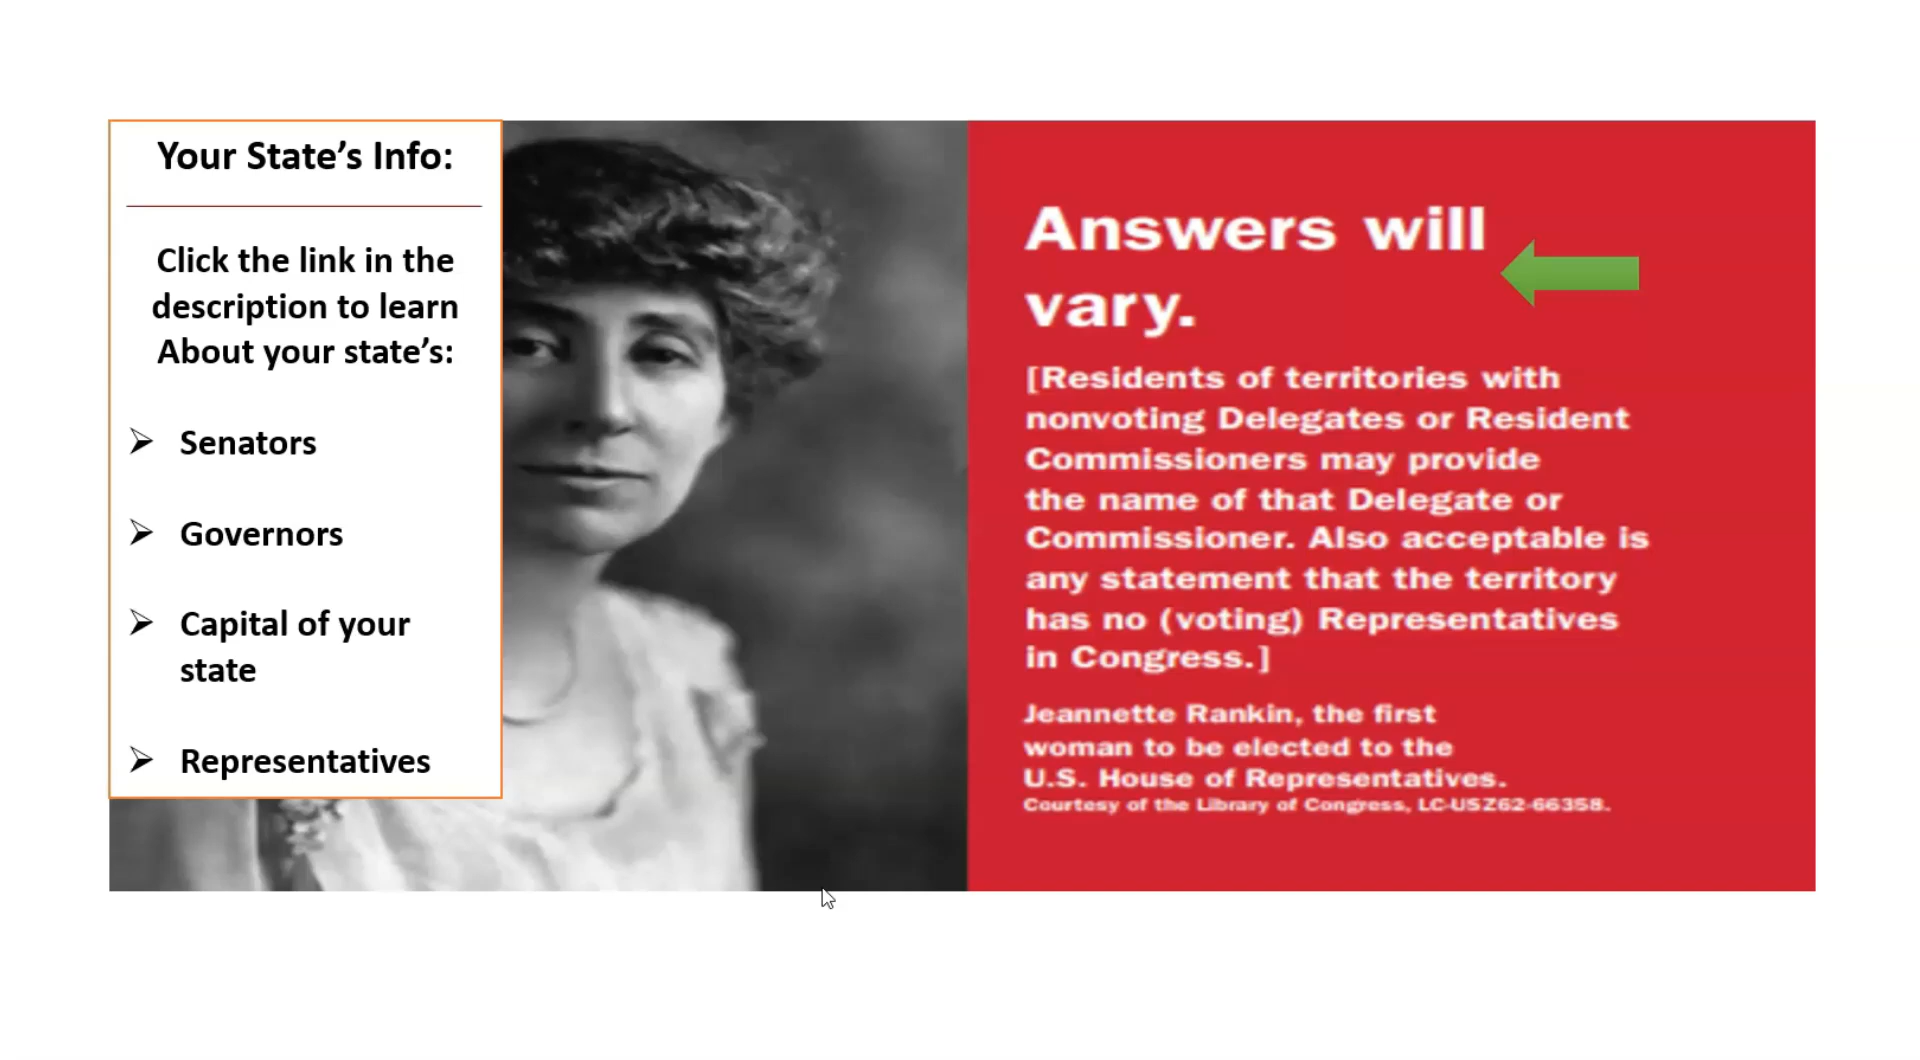 Your State’s Info:
Click the link in the
description to learn
About your state’s:
Senators
Governors
Capital of your
state
Representatives
Answers will
vary.
[Residents of territories with
nonvoting Delegates or Resident
Commissioners may provide
the name of that Delegate or
Commissioner. Also acceptable is
any statement that the territory
has no (voting) Representatives
in Congress.]
Jeannette Rankin, the first
woman to be elected to the
U.S. House of Representatives.
Courtesy of the Library of Congress, LC-USZ62-66358.